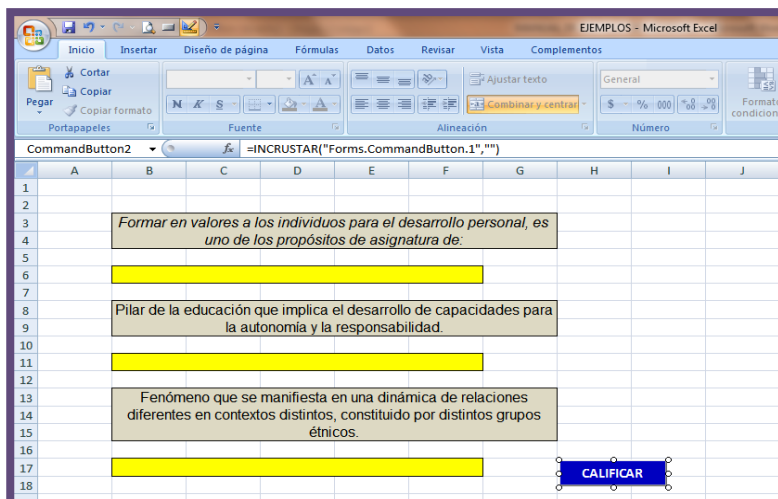 EJEMPLOS - Microsoft Excel
Inicio Insertar Diseño de página Fórmulas Datos Revisar Vista Complementos
Pegar
Cortar
Copiar
Copiar formato
Portapapeles
N K S
A A
A
Fuente
Ajustar texto
Combinar y centrar
Alineación
General
$ % 000
Número
Formato
condicion
CommandButton2 fx =INCRUSTAR("Forms.CommandButton.1","")
A B C D E F G H I J
1
2
3 Formar en valores a los individuos para el desarrollo personal, es
4 uno de los propósitos de asignatura de:
5
6
7
8 Pilar de la educación que implica el desarrollo de capacidades para
9 la autonomía y la responsabilidad.
10
11
12
13 Fenómeno que se manifiesta en una dinámica de relaciones
14 diferentes en contextos distintos, constituido por distintos grupos
15 étnicos.
16
17 CALIFICAR
18